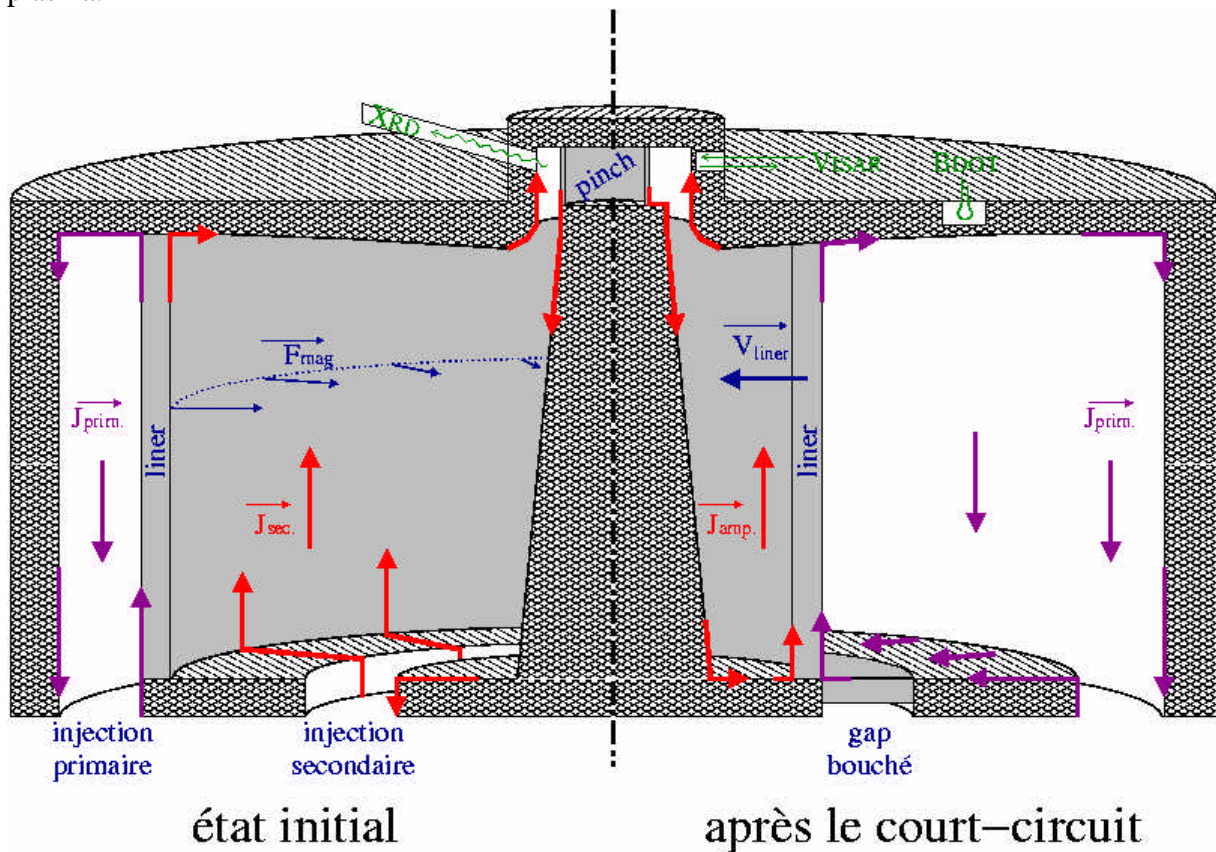 XRD
pinch
VISAR
BDOT
Fmag
Vliner
Jprim.
liner
Jsec.
Jamp.
liner
Jprim.
injection
primaire
injection
secondaire
gap
bouché
état initial
après le court-circuit